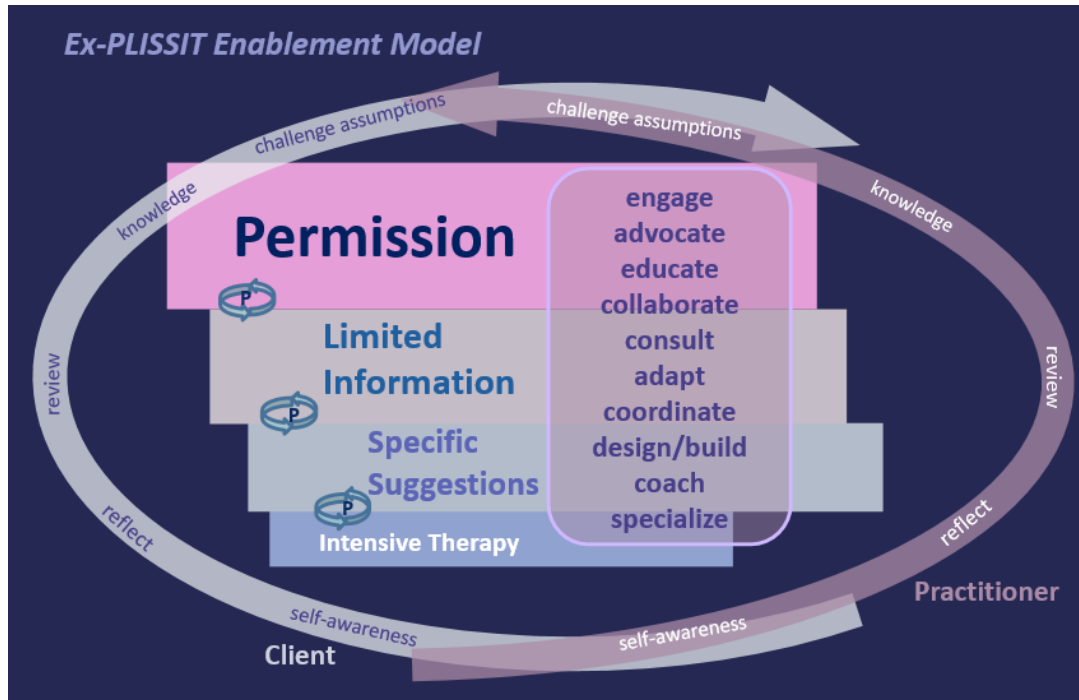 Ex-PLISSIT Enablement Model
challenge assumptions
knowledge
review
reflect
self-awareness
Client
challenge assumptions
knowledge
review
reflect
self-awareness
Practitioner
Permission
P
Limited
Information
P
Specific
Suggestions
P
Intensive Therapy
engage
advocate
educate
collaborate
consult
adapt
coordinate
design/build
coach
specialize